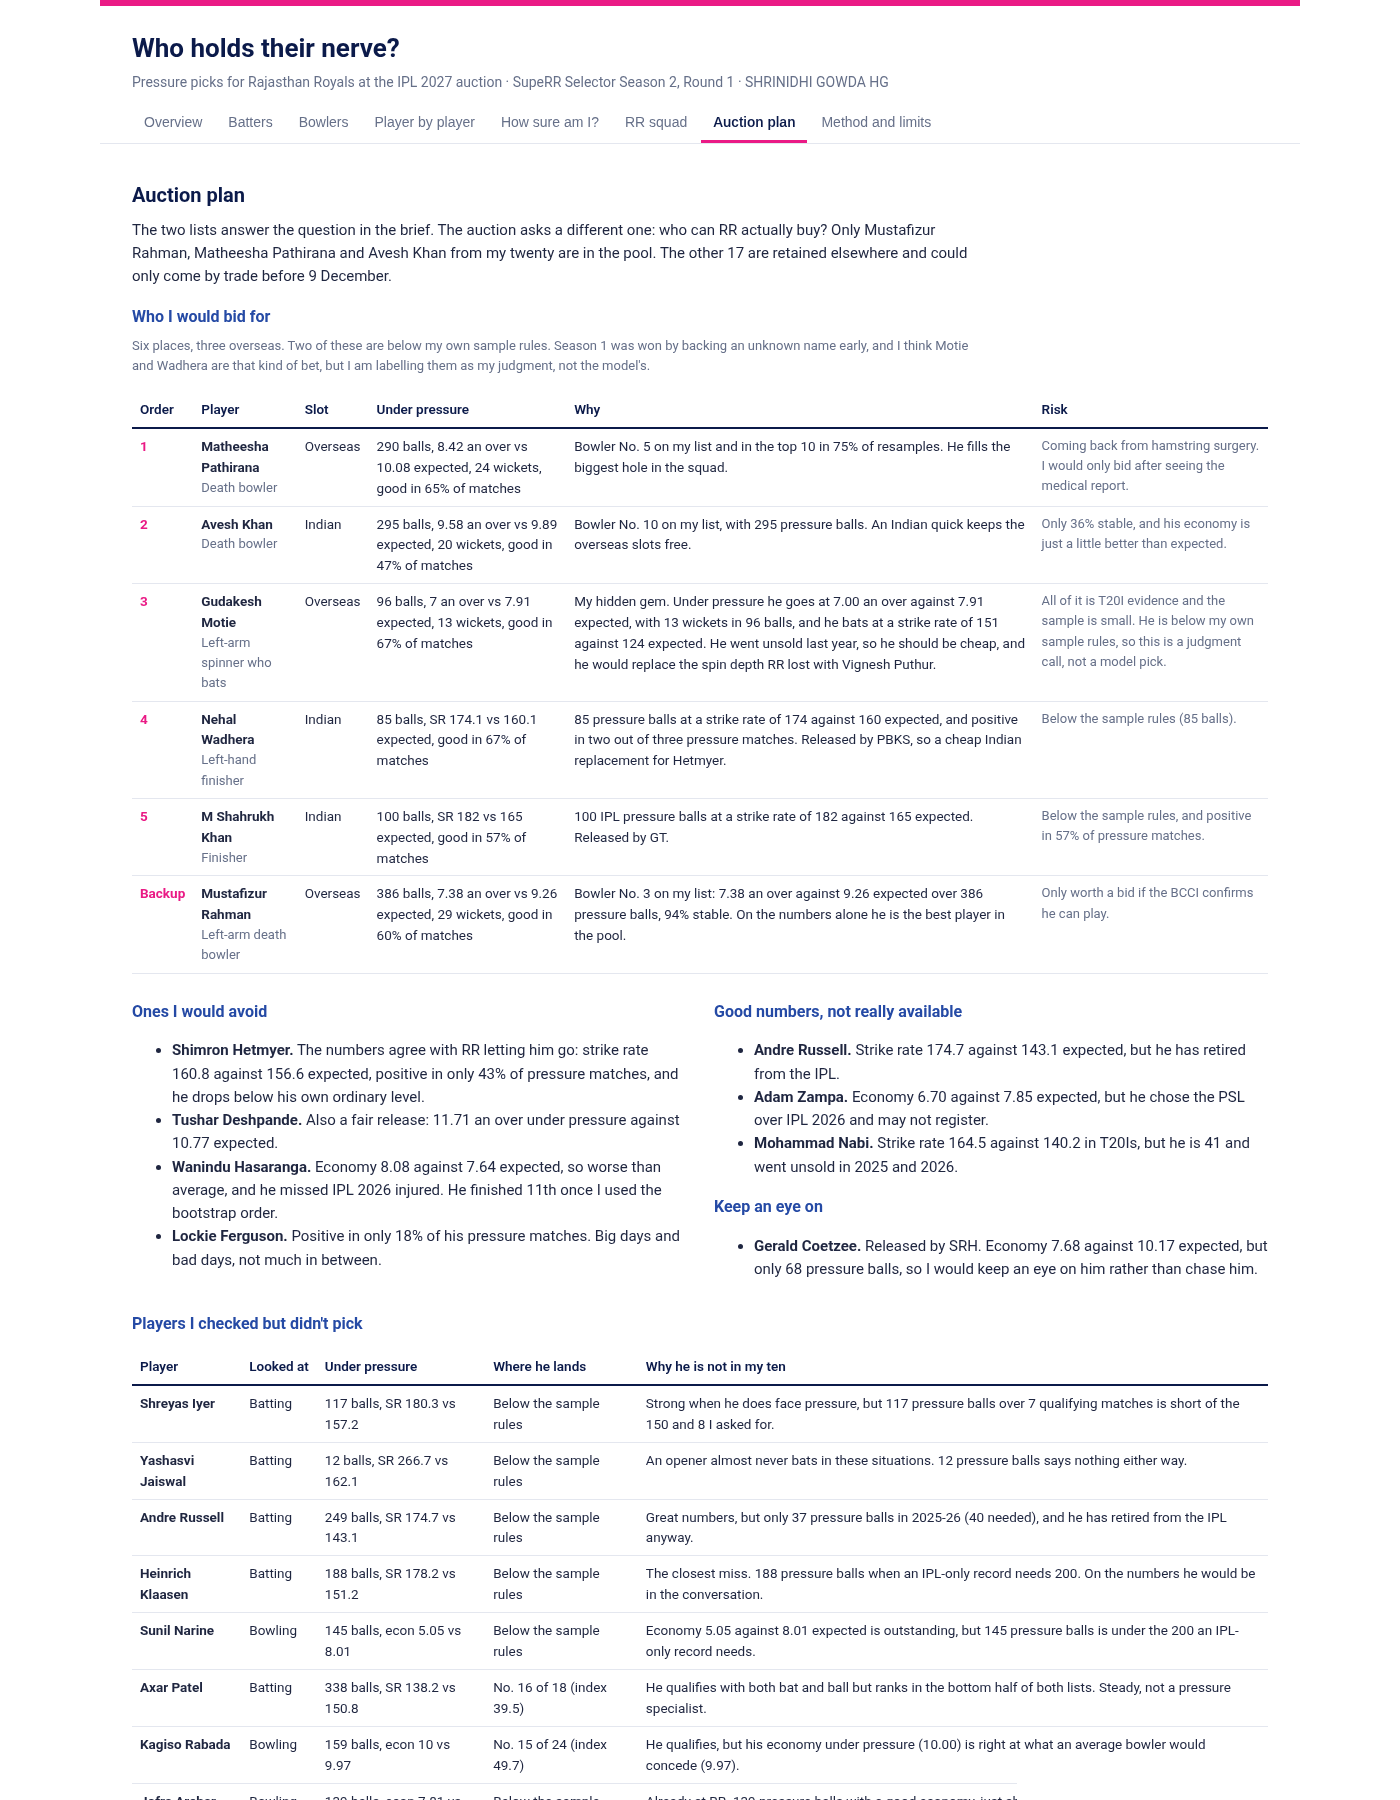 Who holds their nerve?
Pressure picks for Rajasthan Royals at the IPL 2027 auction · SupeRR Selector Season 2, Round 1 · SHRINIDHI GOWDA HG
Overview Batters Bowlers Player by player How sure am I? RR squad Auction plan Method and limits
Auction plan
The two lists answer the question in the brief. The auction asks a different one: who can RR actually buy? Only Mustafizur
Rahman, Matheesha Pathirana and Avesh Khan from my twenty are in the pool. The other 17 are retained elsewhere and could
only come by trade before 9 December.
Who I would bid for
Six places, three overseas. Two of these are below my own sample rules. Season 1 was won by backing an unknown name early, and I think Motie
and Wadhera are that kind of bet, but I am labelling them as my judgment, not the model's.
Order Player Slot Under pressure Why Risk
1 Matheesha Overseas 290 balls, 8.42 an over vs Bowler No. 5 on my list and in the top 10 in 75% of resamples. He fills the Coming back from hamstring surgery.
Pathirana 10.08 expected, 24 wickets, biggest hole in the squad. I would only bid after seeing the
Death bowler good in 65% of matches medical report.
2 Avesh Khan Indian 295 balls, 9.58 an over vs 9.89 Bowler No. 10 on my list, with 295 pressure balls. An Indian quick keeps the Only 36% stable, and his economy is
Death bowler expected, 20 wickets, good in overseas slots free. just a little better than expected.
47% of matches
3 Gudakesh Overseas 96 balls, 7 an over vs 7.91 My hidden gem. Under pressure he goes at 7.00 an over against 7.91 All of it is T20I evidence and the
Motie expected, 13 wickets, good in expected, with 13 wickets in 96 balls, and he bats at a strike rate of 151 sample is small. He is below my own
Left-arm 67% of matches against 124 expected. He went unsold last year, so he should be cheap, and sample rules, so this is a judgment
spinner who he would replace the spin depth RR lost with Vignesh Puthur. call, not a model pick.
bats
4 Nehal Indian 85 balls, SR 174.1 vs 160.1 85 pressure balls at a strike rate of 174 against 160 expected, and positive Below the sample rules (85 balls).
Wadhera expected, good in 67% of in two out of three pressure matches. Released by PBKS, so a cheap Indian
Left-hand matches replacement for Hetmyer.
finisher
5 M Shahrukh Indian 100 balls, SR 182 vs 165 100 IPL pressure balls at a strike rate of 182 against 165 expected. Below the sample rules, and positive
Khan expected, good in 57% of Released by GT. in 57% of pressure matches.
Finisher matches
Backup Mustafizur Overseas 386 balls, 7.38 an over vs 9.26 Bowler No. 3 on my list: 7.38 an over against 9.26 expected over 386 Only worth a bid if the BCCI confirms
Rahman expected, 29 wickets, good in pressure balls, 94% stable. On the numbers alone he is the best player in he can play.
Left-arm death 60% of matches the pool.
bowler
Ones I would avoid
• Shimron Hetmyer. The numbers agree with RR letting him go: strike rate
160.8 against 156.6 expected, positive in only 43% of pressure matches, and
he drops below his own ordinary level.
• Tushar Deshpande. Also a fair release: 11.71 an over under pressure against
10.77 expected.
• Wanindu Hasaranga. Economy 8.08 against 7.64 expected, so worse than
average, and he missed IPL 2026 injured. He finished 11th once I used the
bootstrap order.
• Lockie Ferguson. Positive in only 18% of his pressure matches. Big days and
bad days, not much in between.
Good numbers, not really available
• Andre Russell. Strike rate 174.7 against 143.1 expected, but he has retired
from the IPL.
• Adam Zampa. Economy 6.70 against 7.85 expected, but he chose the PSL
over IPL 2026 and may not register.
• Mohammad Nabi. Strike rate 164.5 against 140.2 in T20Is, but he is 41 and
went unsold in 2025 and 2026.
Keep an eye on
• Gerald Coetzee. Released by SRH. Economy 7.68 against 10.17 expected, but
only 68 pressure balls, so I would keep an eye on him rather than chase him.
Players I checked but didn't pick
Player Looked at Under pressure Where he lands Why he is not in my ten
Shreyas Iyer Batting 117 balls, SR 180.3 vs Below the sample Strong when he does face pressure, but 117 pressure balls over 7 qualifying matches is short of the
157.2 rules 150 and 8 I asked for.
Yashasvi Batting 12 balls, SR 266.7 vs Below the sample An opener almost never bats in these situations. 12 pressure balls says nothing either way.
Jaiswal 162.1 rules
Andre Russell Batting 249 balls, SR 174.7 vs Below the sample Great numbers, but only 37 pressure balls in 2025-26 (40 needed), and he has retired from the IPL
143.1 rules anyway.
Heinrich Batting 188 balls, SR 178.2 vs Below the sample The closest miss. 188 pressure balls when an IPL-only record needs 200. On the numbers he would be
Klaasen 151.2 rules in the conversation.
Sunil Narine Bowling 145 balls, econ 5.05 vs Below the sample Economy 5.05 against 8.01 expected is outstanding, but 145 pressure balls is under the 200 an IPL-
8.01 rules only record needs.
Axar Patel Batting 338 balls, SR 138.2 vs No. 16 of 18 (index He qualifies with both bat and ball but ranks in the bottom half of both lists. Steady, not a pressure
150.8 39.5) specialist.
Kagiso Rabada Bowling 159 balls, econ 10 vs No. 15 of 24 (index He qualifies, but his economy under pressure (10.00) is right at what an average bowler would
9.97 49.7) concede (9.97).